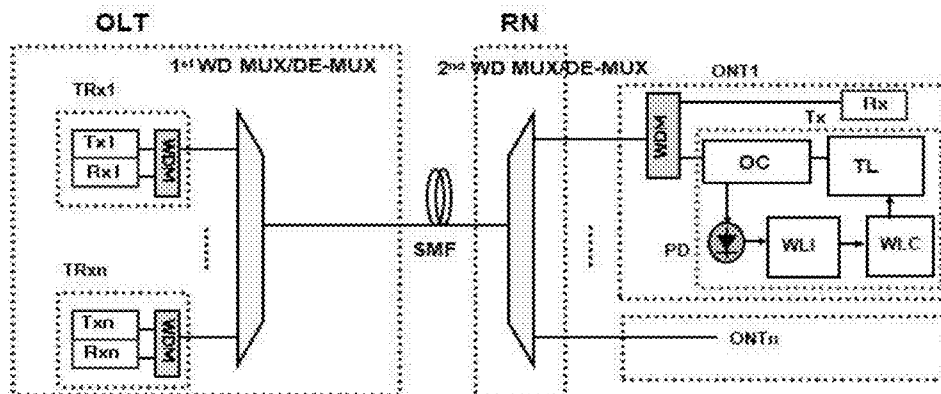 OLT
RN
1st WD MUX/DE-MUX
2nd WD MUX/DE-MUX
ONT1
TRx1
Tx1
Rx1
WDM
SMF
WDM
Rx
Tx
OC
TL
PD
WLI
WLC
TRxn
Txn
Rxn
WDM
ONTn